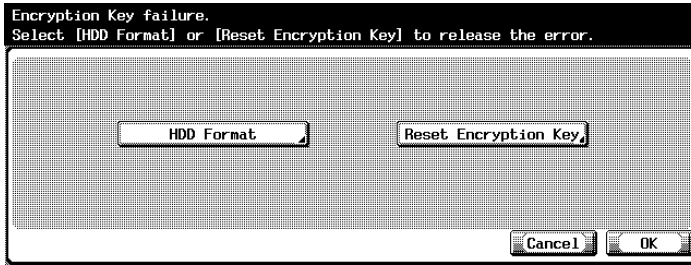 Encryption Key failure.
Select [HDD Format] or [Reset Encryption Key] to release the error.
HDD Format
Reset Encryption Key
Cancel
OK